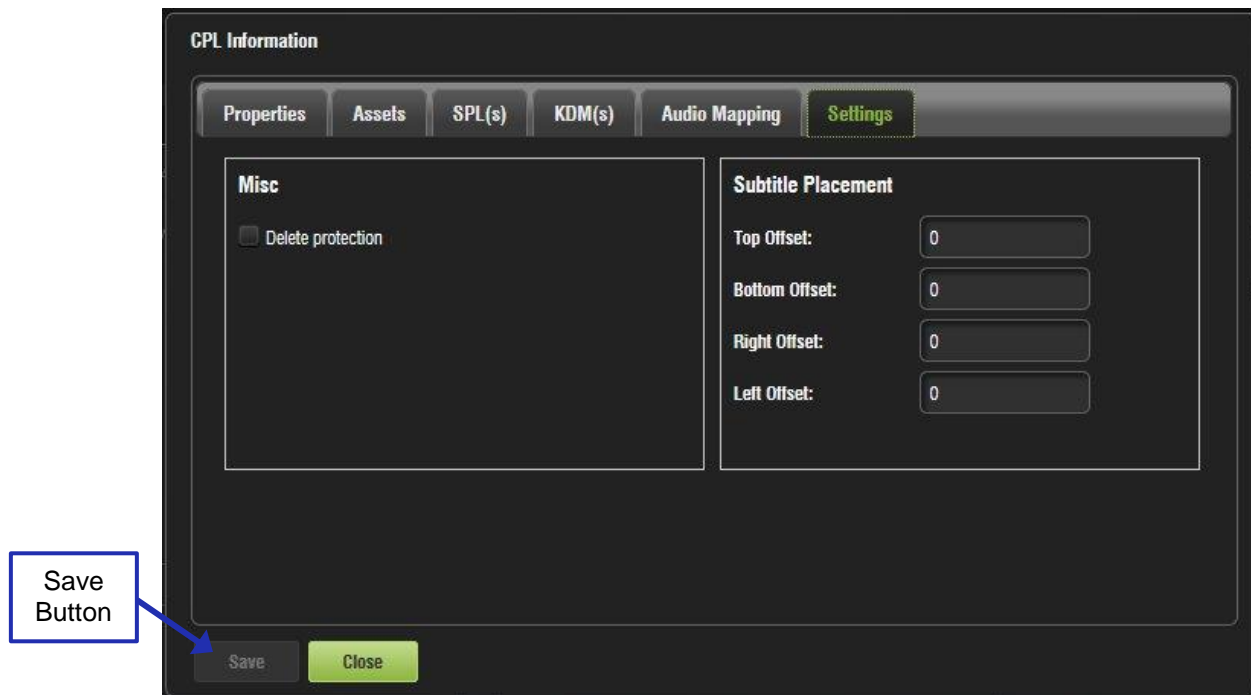 CPL Information
Properties Assets SPL(s) KDM(s) Audio Mapping Settings
Misc
Delete protection
Subtitle Placement
Top Offset: 0
Bottom Offset: 0
Right Offset: 0
Left Offset: 0
Save
Button
Save Close